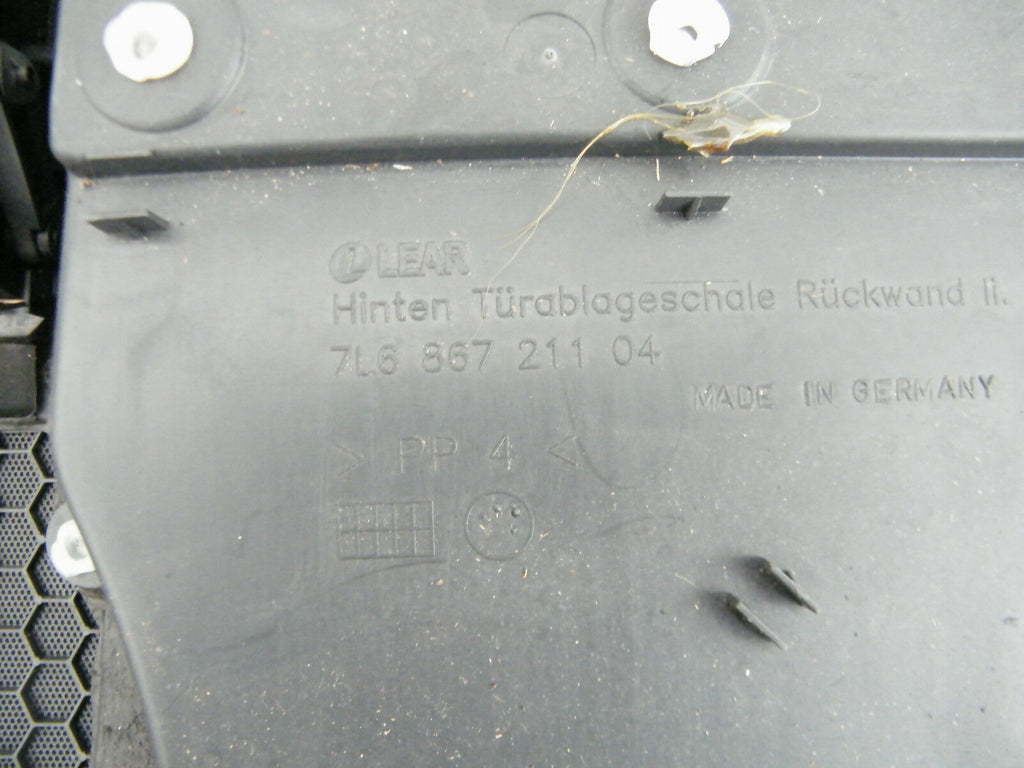 LEAR
Hinten Türablageschale Rückwand li.
7L6 867 211 04
MADE IN GERMANY
> PP 4 <